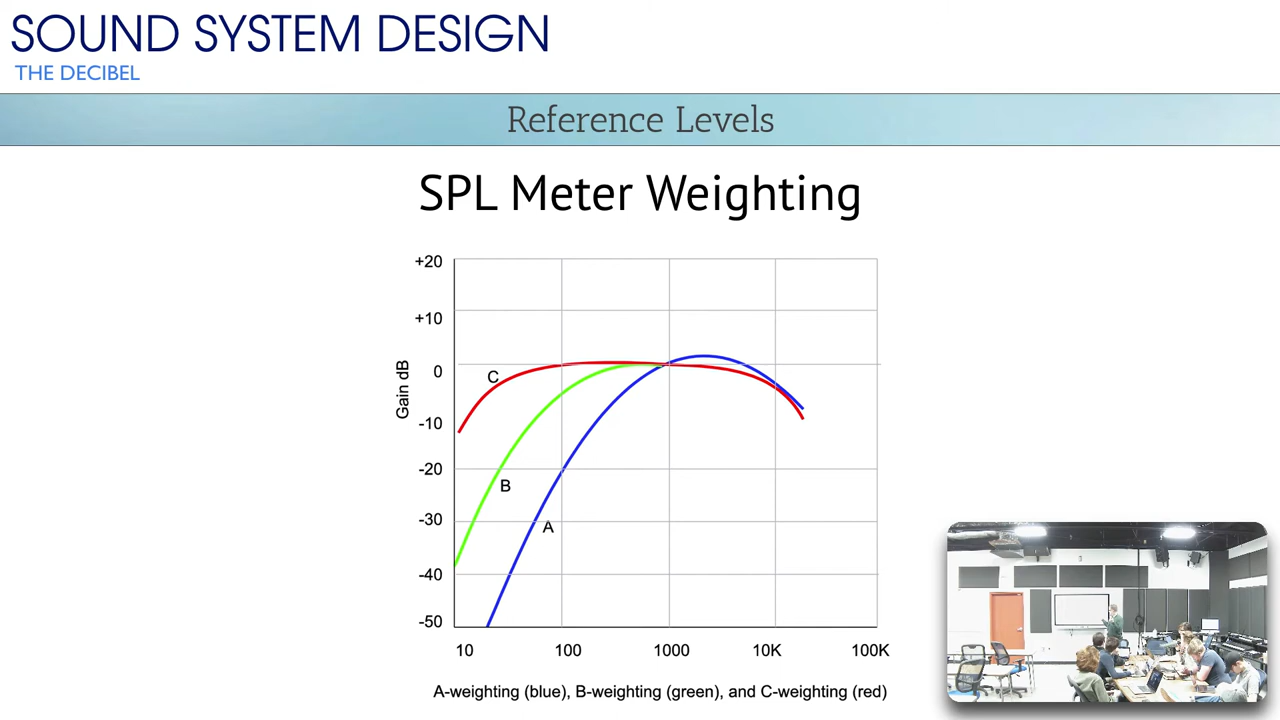 SOUND SYSTEM DESIGN
THE DECIBEL
Reference Levels
SPL Meter Weighting
+20
+10
0
-10
-20
-30
-40
-50
Gain dB
C
B
A
10 100 1000 10K 100K
A-weighting (blue), B-weighting (green), and C-weighting (red)